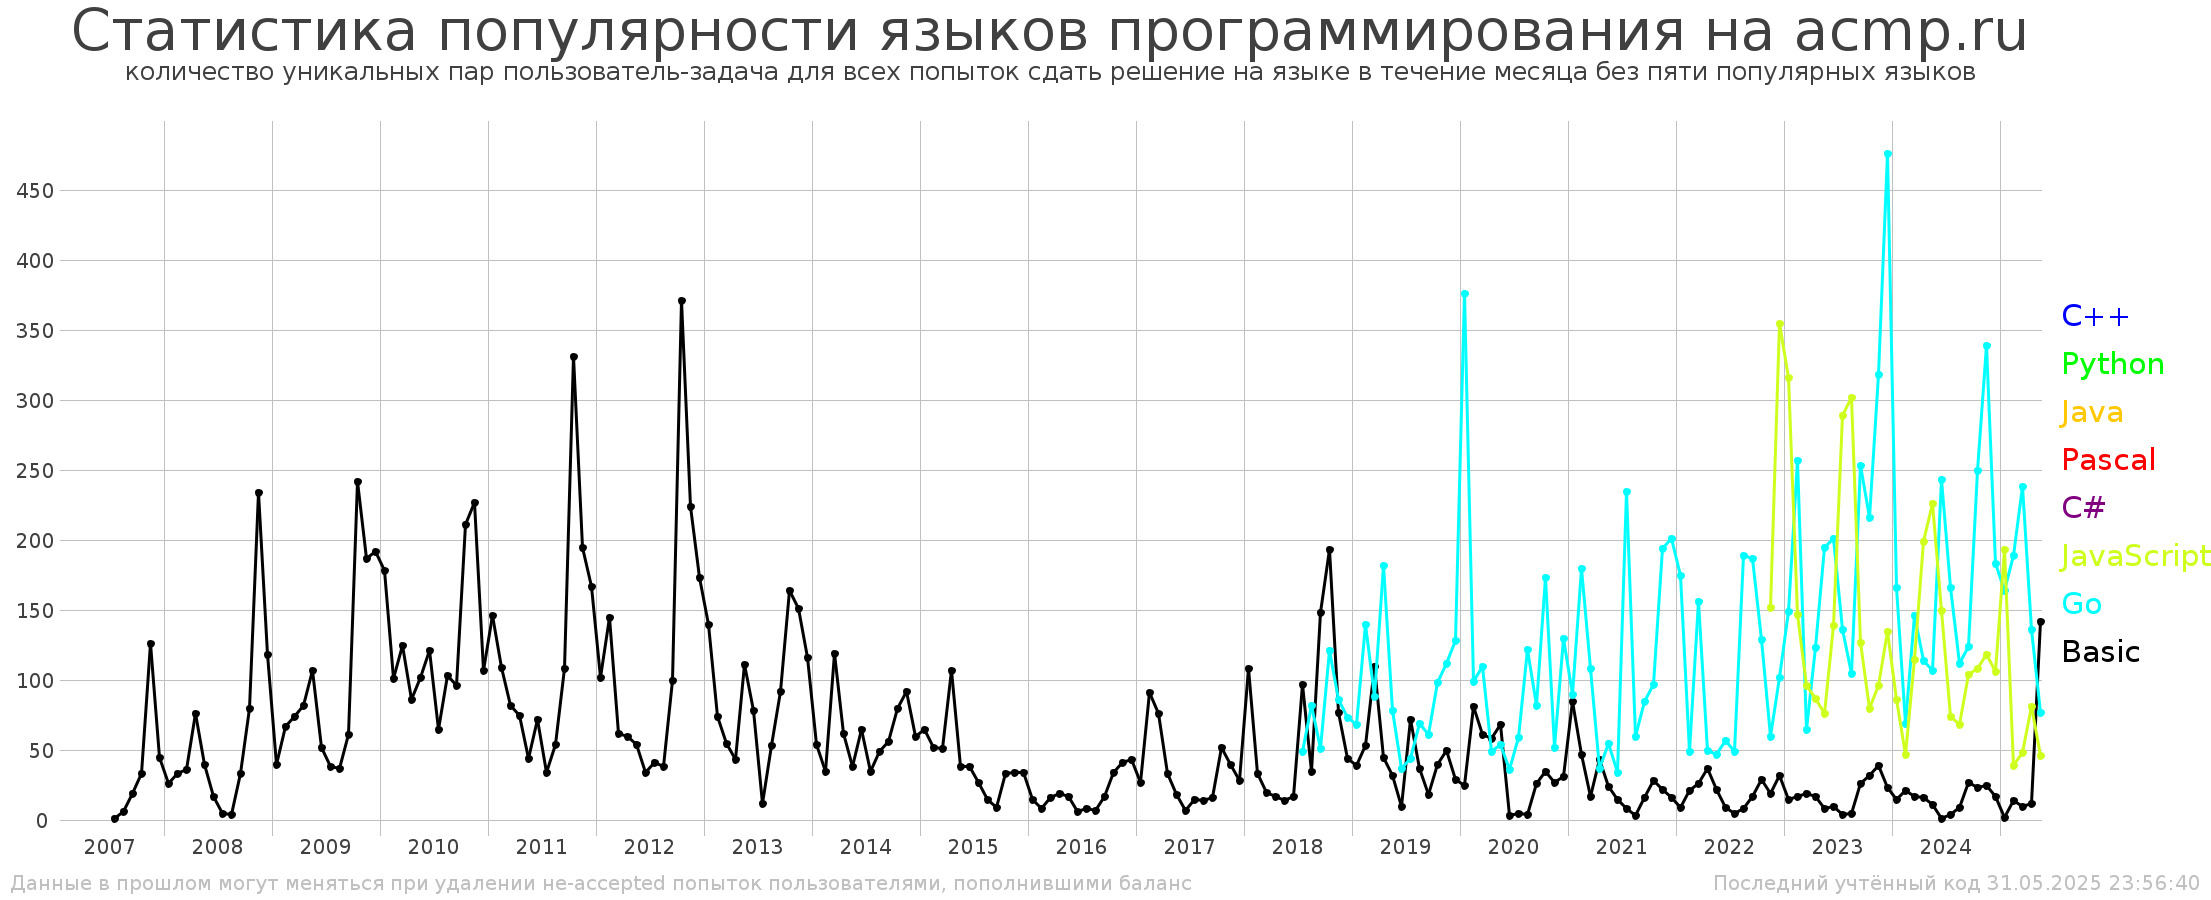 Статистика популярности языков программирования на acmp.ru
количество уникальных пар пользователь-задача для всех попыток сдать решение на языке в течение месяца без пяти популярных языков
450
400
350
300
250
200
150
100
50
0
C++
Python
Java
Pascal
C#
JavaScript
Go
Basic
2007 2008 2009 2010 2011 2012 2013 2014 2015 2016 2017 2018 2019 2020 2021 2022 2023 2024
Данные в прошлом могут меняться при удалении не-accepted попыток пользователями, пополнившими баланс
Последний учтённый код 31.05.2025 23:56:40